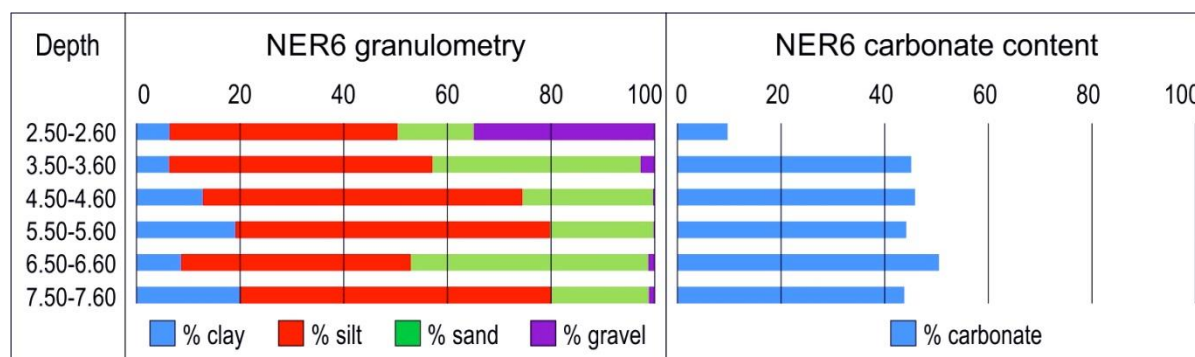 Depth NER6 granulometry NER6 carbonate content
0 20 40 60 80 100 0 20 40 60 80 100
2.50-2.60
3.50-3.60
4.50-4.60
5.50-5.60
6.50-6.60
7.50-7.60
% clay % silt % sand % gravel % carbonate